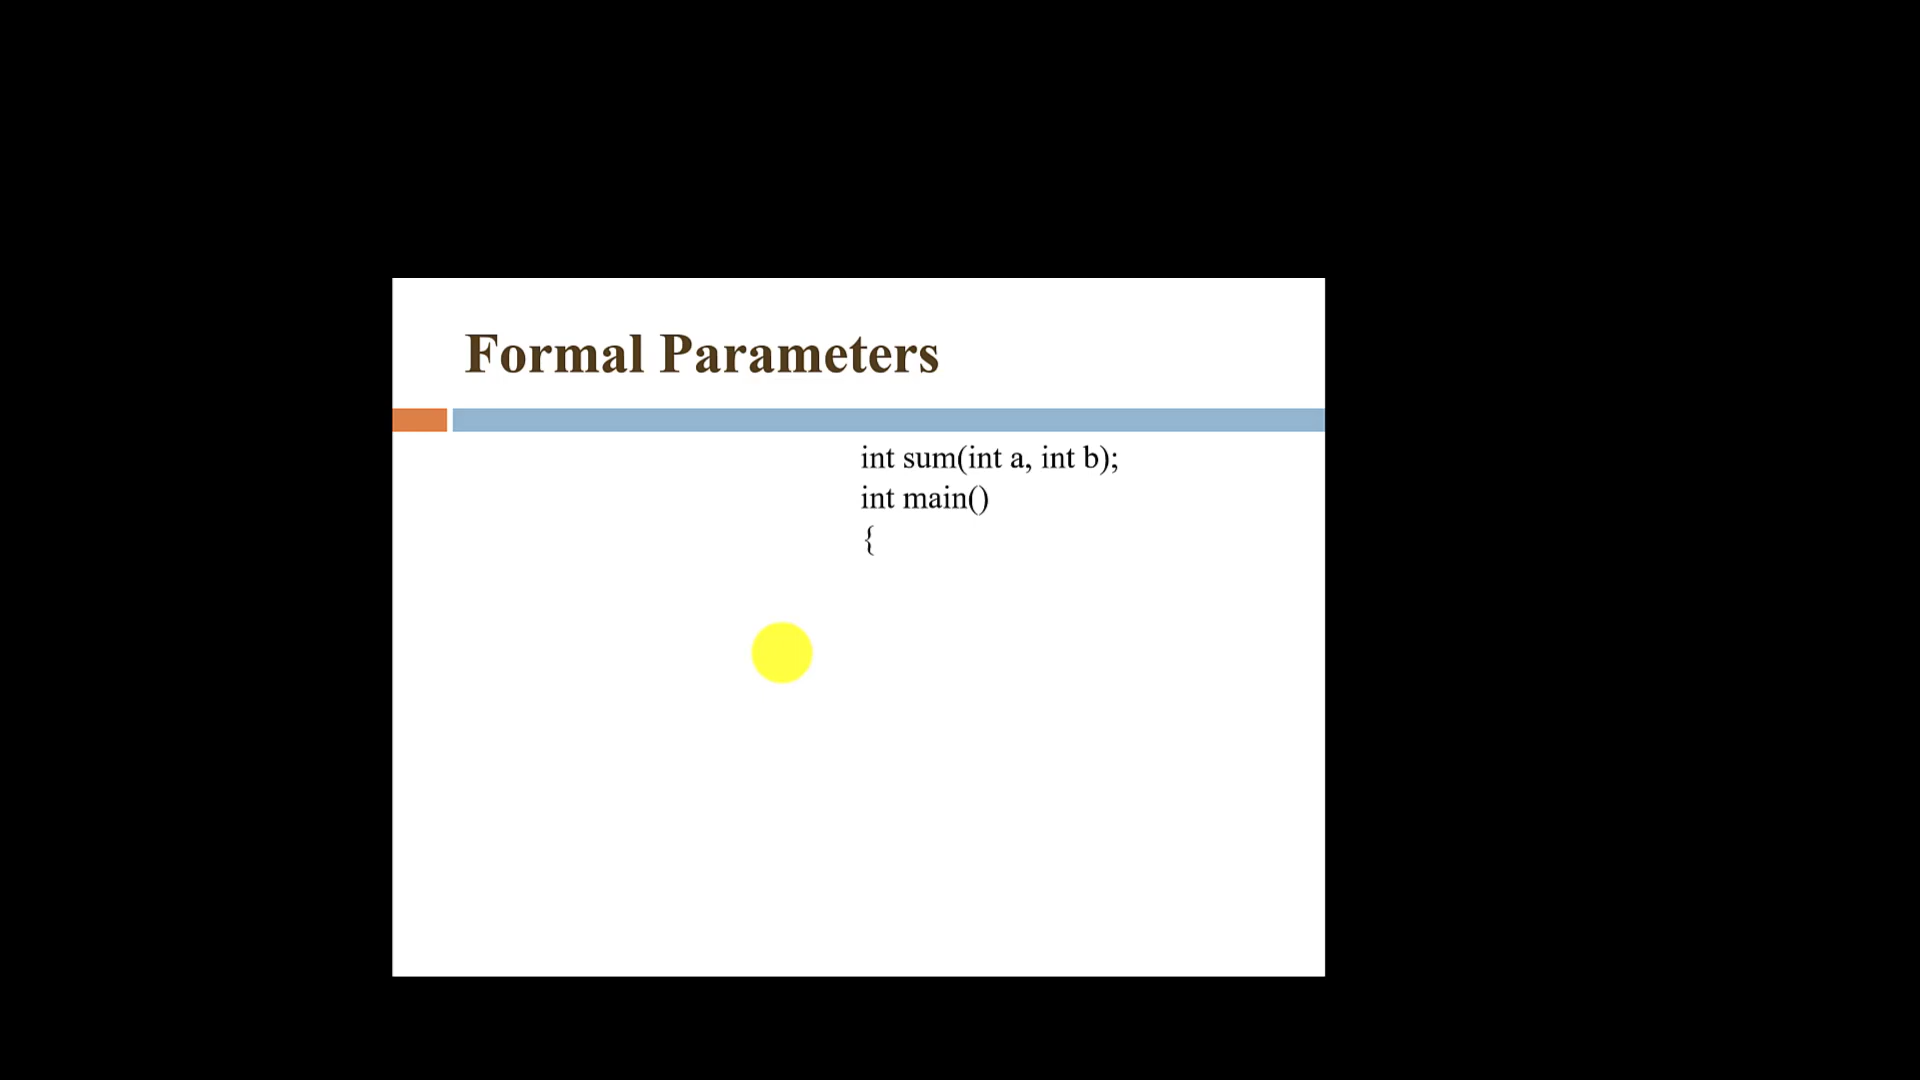 Formal Parameters
int sum(int a, int b);
int main()
{